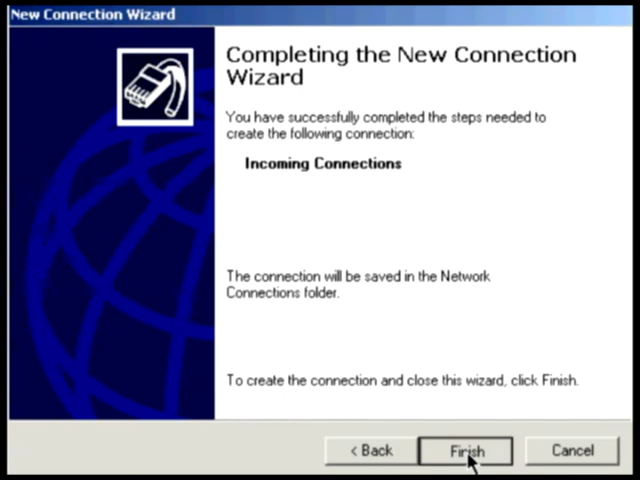 New Connection Wizard
Completing the New Connection
Wizard
You have successfully completed the steps needed to
create the following connection:
Incoming Connections
The connection will be saved in the Network
Connections folder.
To create the connection and close this wizard, click Finish.
< Back
Finish
Cancel